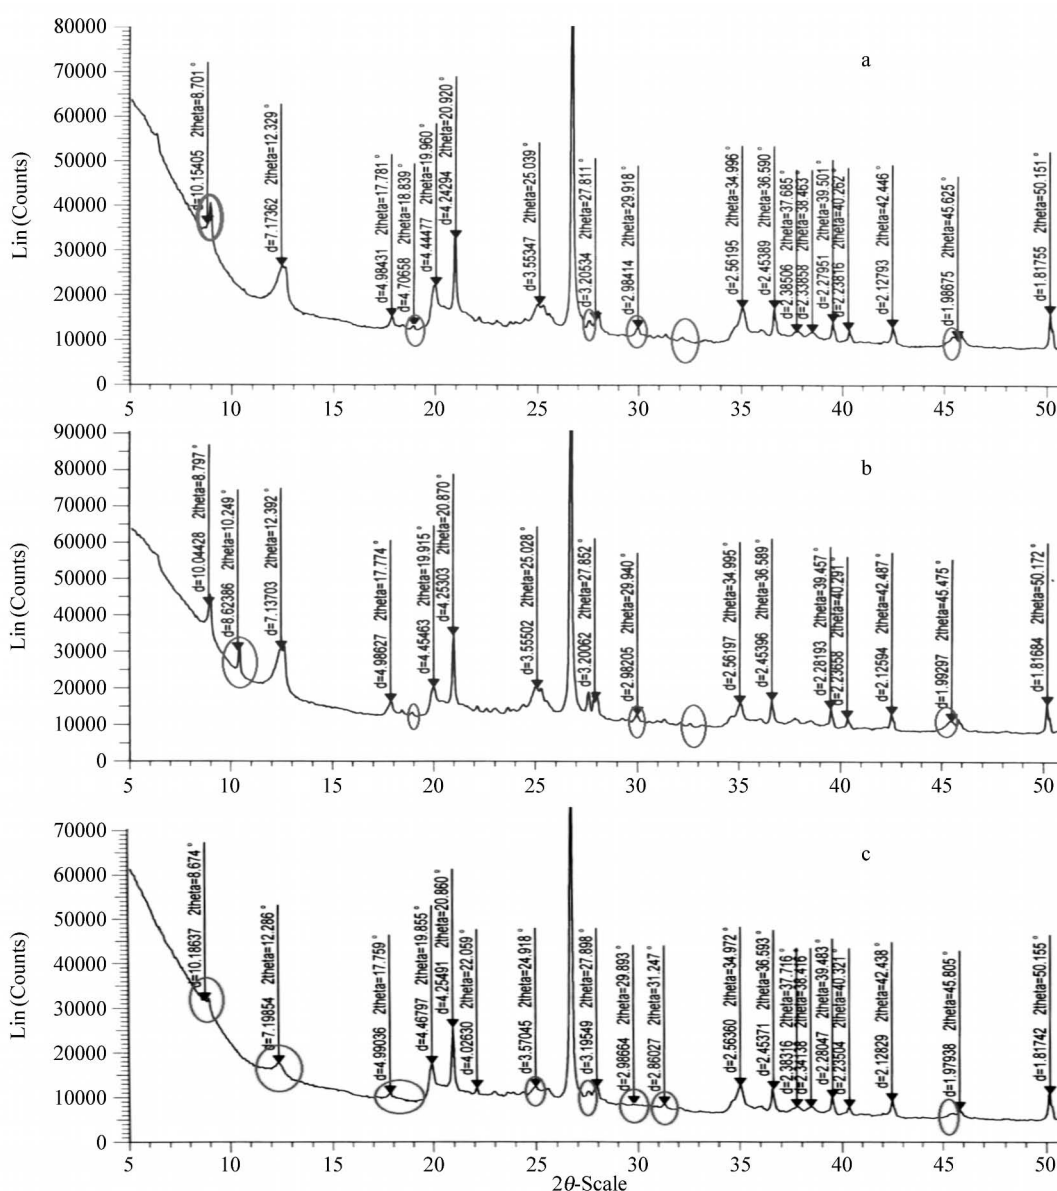 80000
70000
60000
50000
40000
30000
20000
10000
0
Lin (Counts)
a
d=10.15405 2theta=8.701 °
d=7.17362 2theta=12.329 °
d=4.98431 2theta=17.781 °
d=4.70658 2theta=18.839 °
d=4.44477 2theta=19.960 °
d=4.24294 2theta=20.920 °
d=3.55347 2theta=25.039 °
d=3.20534 2theta=27.811 °
d=2.98414 2theta=29.918 °
d=2.56195 2theta=34.996 °
d=2.45389 2theta=36.590 °
d=2.38506 2theta=37.685 °
d=2.33858 2theta=38.463 °
d=2.27951 2theta=39.501 °
d=2.23816 2theta=40.262 °
d=2.12793 2theta=42.446 °
d=1.98675 2theta=45.625 °
d=1.81755 2theta=50.151 °
5 10 15 20 25 30 35 40 45 50
90000
80000
70000
60000
50000
40000
30000
20000
10000
0
Lin (Counts)
b
d=10.04428 2theta=8.797 °
d=8.62386 2theta=10.249 °
d=7.13703 2theta=12.392 °
d=4.98627 2theta=17.774 °
d=4.45463 2theta=19.915 °
d=4.25303 2theta=20.870 °
d=3.55502 2theta=25.028 °
d=3.20062 2theta=27.852 °
d=2.98205 2theta=29.940 °
d=2.56197 2theta=34.995 °
d=2.45396 2theta=36.589 °
d=2.28193 2theta=39.457 °
d=2.23658 2theta=40.291 °
d=2.12594 2theta=42.487 °
d=1.99297 2theta=45.475 °
d=1.81684 2theta=50.172 °
5 10 15 20 25 30 35 40 45 50
70000
60000
50000
40000
30000
20000
10000
0
Lin (Counts)
c
d=10.18637 2theta=8.674 °
d=7.19854 2theta=12.286 °
d=4.99036 2theta=17.759 °
d=4.46797 2theta=19.855 °
d=4.25491 2theta=20.860 °
d=4.02630 2theta=22.059 °
d=3.57045 2theta=24.918 °
d=3.19549 2theta=27.898 °
d=2.98664 2theta=29.893 °
d=2.86027 2theta=31.247 °
d=2.56360 2theta=34.972 °
d=2.45371 2theta=36.593 °
d=2.38316 2theta=37.716 °
d=2.34138 2theta=38.416 °
d=2.28047 2theta=39.483 °
d=2.23504 2theta=40.321 °
d=2.12829 2theta=42.438 °
d=1.97938 2theta=45.805 °
d=1.81742 2theta=50.155 °
5 10 15 20 25 30 35 40 45 50
2θ-Scale